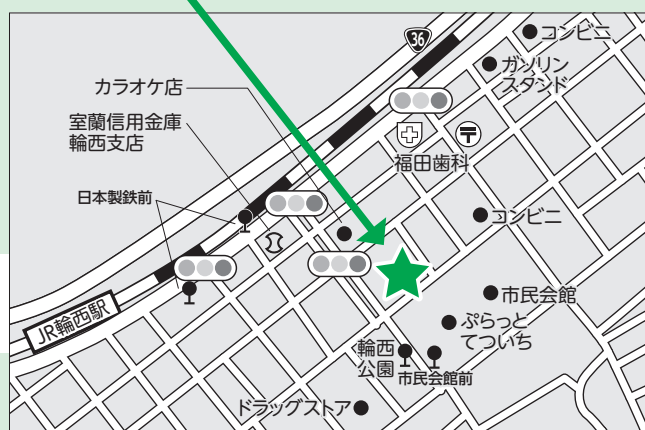 36
コンビニ
ガソリン
スタンド
カラオケ店
室蘭信用金庫
輪西支店
福田歯科
日本製鉄前
コンビニ
市民会館
JR輪西駅
ぷらっと
てついち
輪西
公園
市民会館前
ドラッグストア